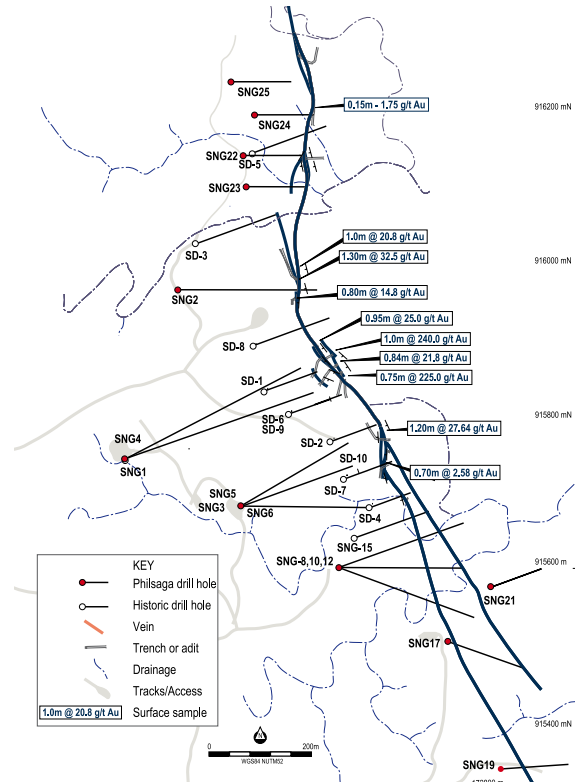 SNG25
0.15m - 1.75 g/t Au
916200 mN
SNG24
SNG22
SD-5
SNG23
1.0m @ 20.8 g/t Au
SD-3
1.30m @ 32.5 g/t Au
916000 mN
SNG2
0.80m @ 14.8 g/t Au
0.95m @ 25.0 g/t Au
1.0m @ 240.0 g/t Au
SD-8
0.84m @ 21.8 g/t Au
0.75m @ 225.0 g/t Au
SD-1
SD-6
SD-9
915800 mN
1.20m @ 27.64 g/t Au
SNG4
SD-2
SD-10
SNG1
0.70m @ 2.58 g/t Au
SNG5
SD-7
SNG3
SNG6
SD-4
SNG-15
SNG-8,10,12
915600 m
SNG21
KEY
Philsaga drill hole
Historic drill hole
Vein
Trench or adit
Drainage
Tracks/Access
1.0m @ 20.8 g/t Au
Surface sample
SNG17
915400 mN
N
0
200m
WGS84 NUTM52
SNG19